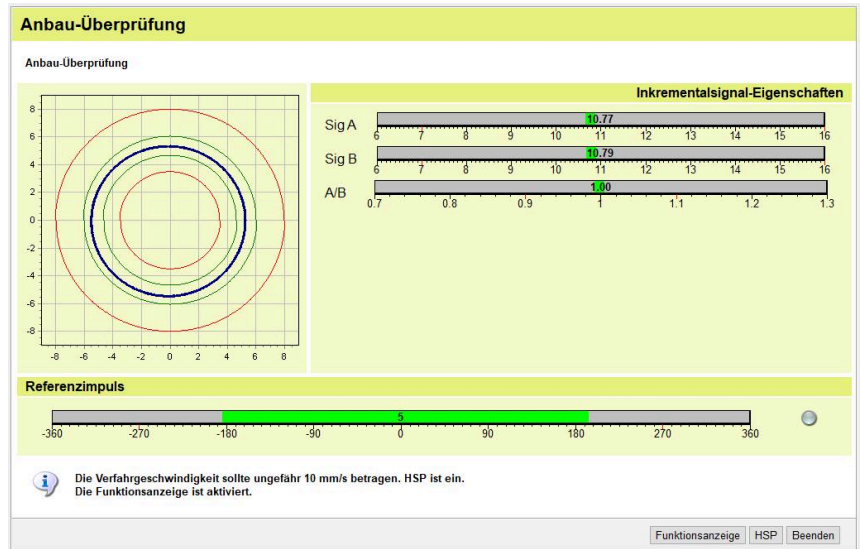 Anbau-Überprüfung
Anbau-Überprüfung
Inkrementalsignal-Eigenschaften
8
6
4
2
0
-2
-4
-6
-8
-8 -6 -4 -2 0 2 4 6 8
Sig A
10.77
6 7 8 9 10 11 12 13 14 15 16
Sig B
10.79
6 7 8 9 10 11 12 13 14 15 16
A/B
1.00
0.7 0.8 0.9 1 1.1 1.2 1.3
Referenzimpuls
5
-360 -270 -180 -90 0 90 180 270 360
Die Verfahrgeschwindigkeit sollte ungefähr 10 mm/s betragen. HSP ist ein.
Die Funktionsanzeige ist aktiviert.
Funktionsanzeige HSP Beenden